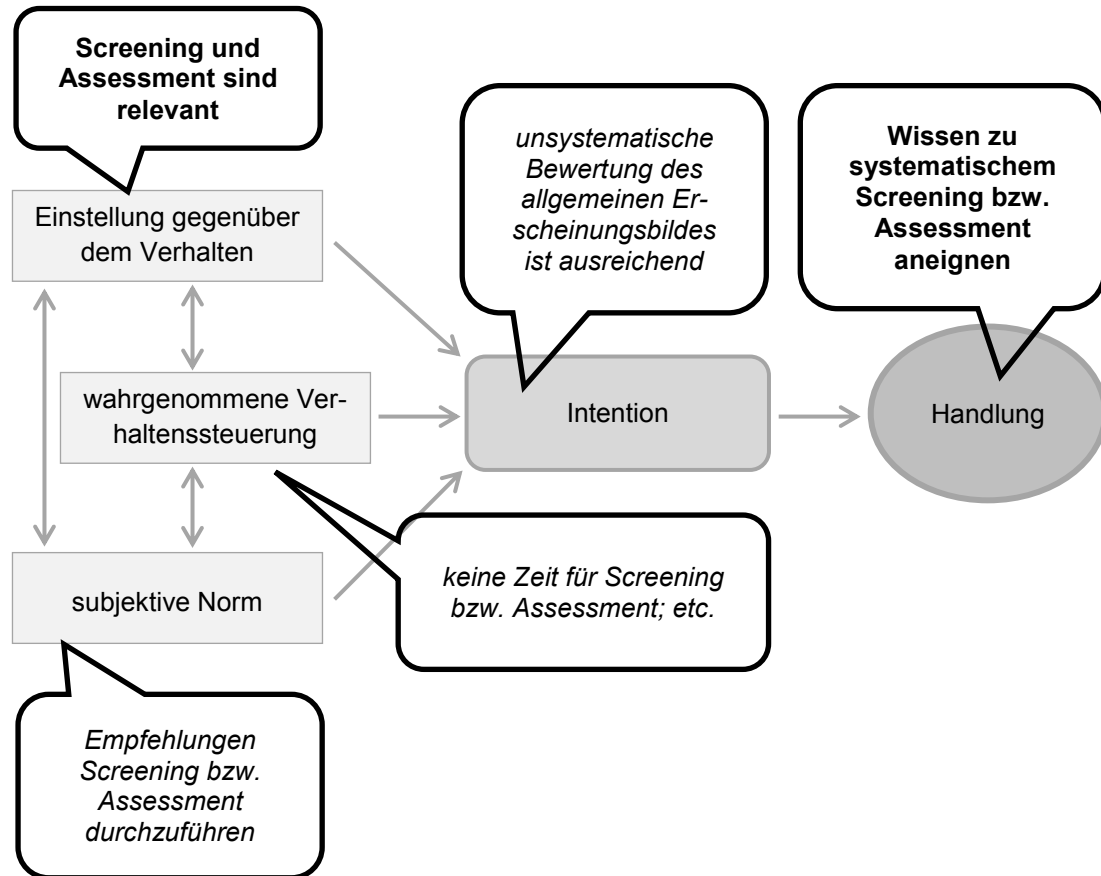 Screening und
Assessment sind
relevant
Einstellung gegenüber
dem Verhalten
unsystematische
Bewertung des
allgemeinen Er-
scheinungsbildes
ist ausreichend
Wissen zu
systematischem
Screening bzw.
Assessment
aneignen
wahrgenommene Ver-
haltenssteuerung
Intention
Handlung
subjektive Norm
keine Zeit für Screening
bzw. Assessment; etc.
Empfehlungen
Screening bzw.
Assessment
durchzuführen